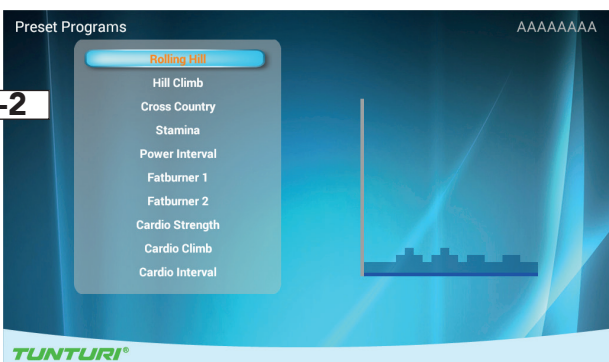 Preset Programs
AAAAAAAA
Rolling Hill
Hill Climb
-2
Cross Country
Stamina
Power Interval
Fatburner 1
Fatburner 2
Cardio Strength
Cardio Climb
Cardio Interval
TUNTURI®